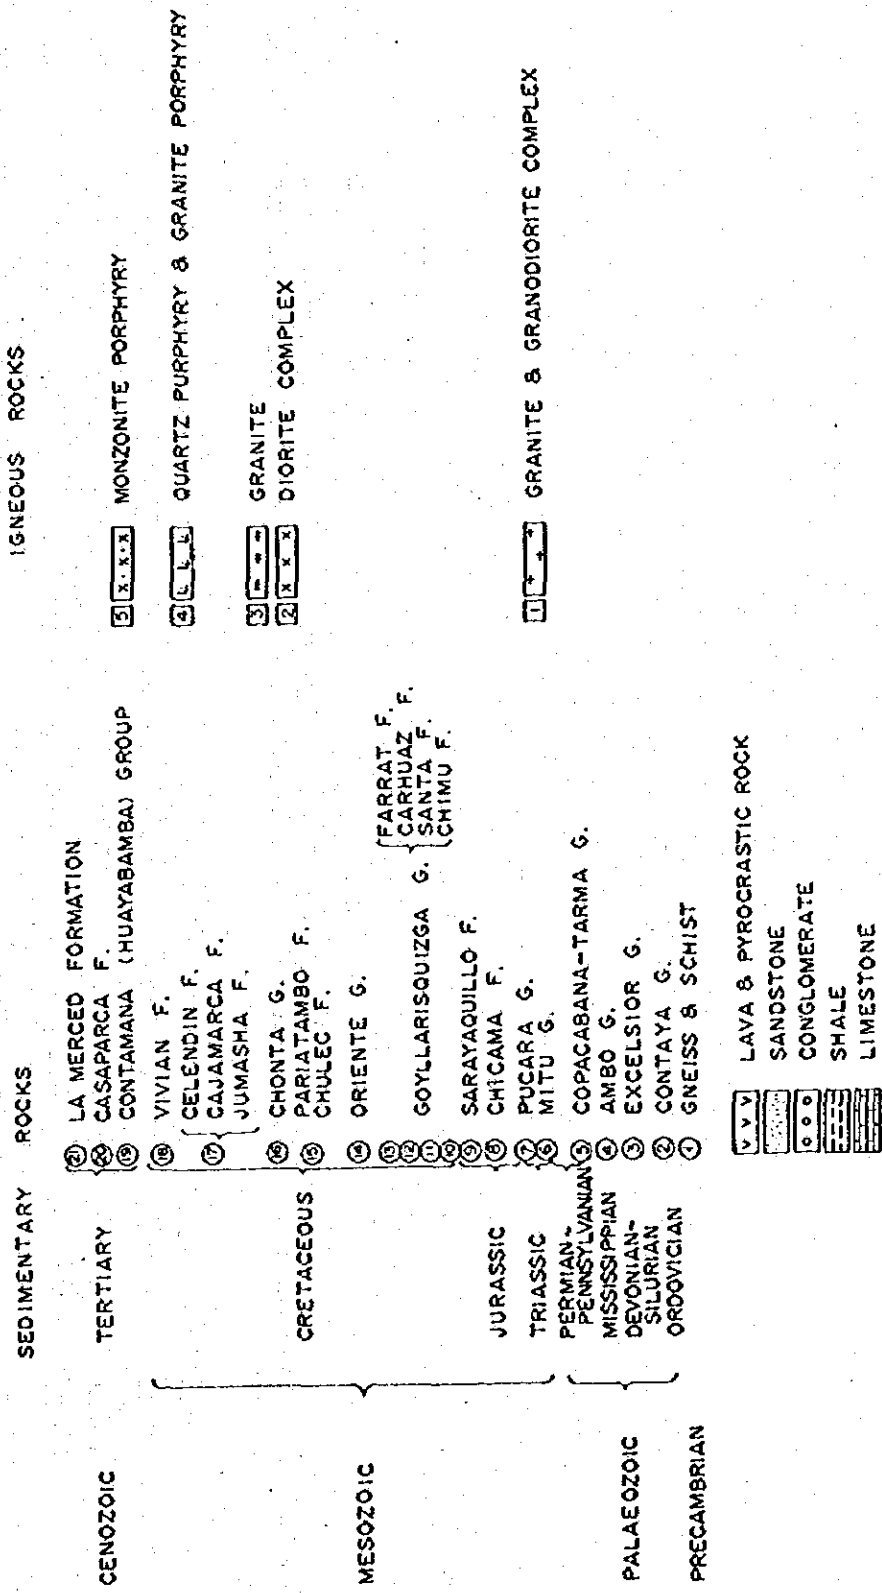 SEDIMENTARY ROCKS
IGNEOUS ROCKS
CENOZOIC
TERTIARY
21 LA MERCED FORMATION
20 CASAPARCA F.
19 CONTAMANA (HUAYABAMBA) GROUP
5 x·x·x MONZONITE PORPHYRY
MESOZOIC
CRETACEOUS
18 VIVIAN F.
4 L L L QUARTZ PURPHYRY & GRANITE PORPHYRY
17 CELENDIN F.
CAJAMARCA F.
JUMASHA F.
3 GRANITE
2 x x x DIORITE COMPLEX
16 CHONTA G.
15 PARIATAMBO F.
CHULEC F.
14 ORIENTE G.
13
12
11
10
GOYLLARISQUIZGA G.
FARRAT F.
CARHUAZ F.
SANTA F.
CHIMU F.
JURASSIC
9 SARAYAQUILLO F.
8 CHICAMA F.
TRIASSIC
7 PUCARA G.
6 MITU G.
1 + + + GRANITE & GRANODIORITE COMPLEX
PALAEOZOIC
PERMIAN-
PENNSYLVANIAN
5 COPACABANA-TARMA G.
MISSISSIPPIAN
4 AMBO G.
DEVONIAN-
SILURIAN
3 EXCELSIOR G.
ORDOVICIAN
2 CONTAYA G.
PRECAMBRIAN
1 GNEISS & SCHIST
v v v LAVA & PYROCRASTIC ROCK
SANDSTONE
o o o CONGLOMERATE
SHALE
LIMESTONE